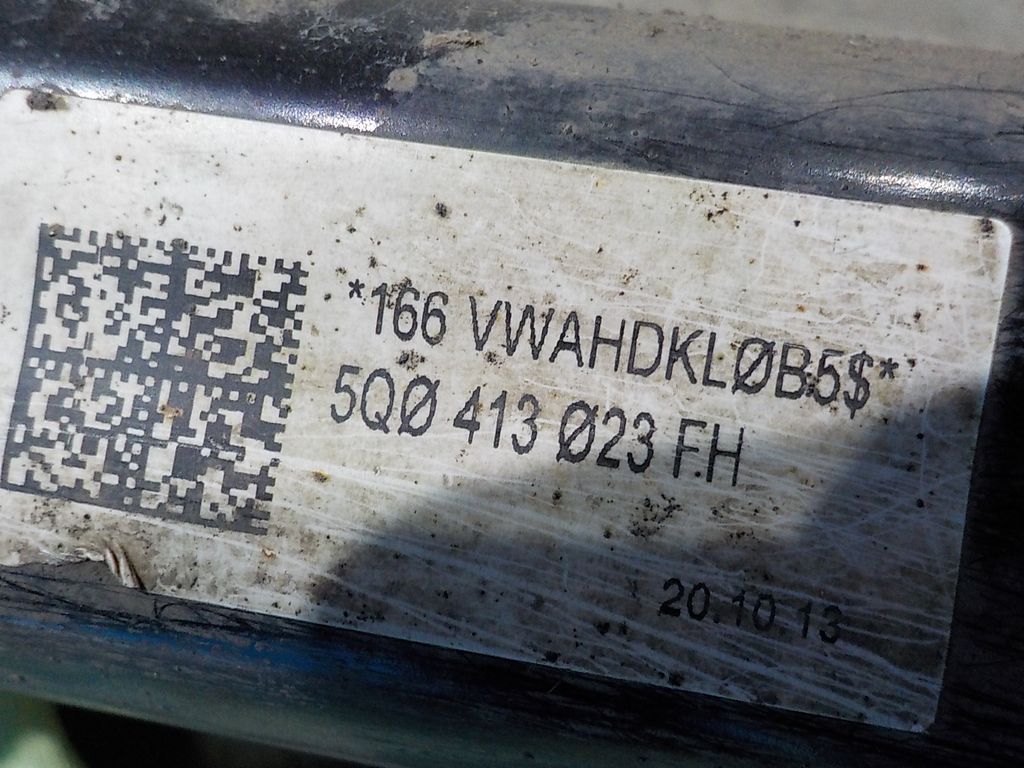 *166 VWAHDKLØB5$*
5QØ 413 Ø23 FH
20.10.13